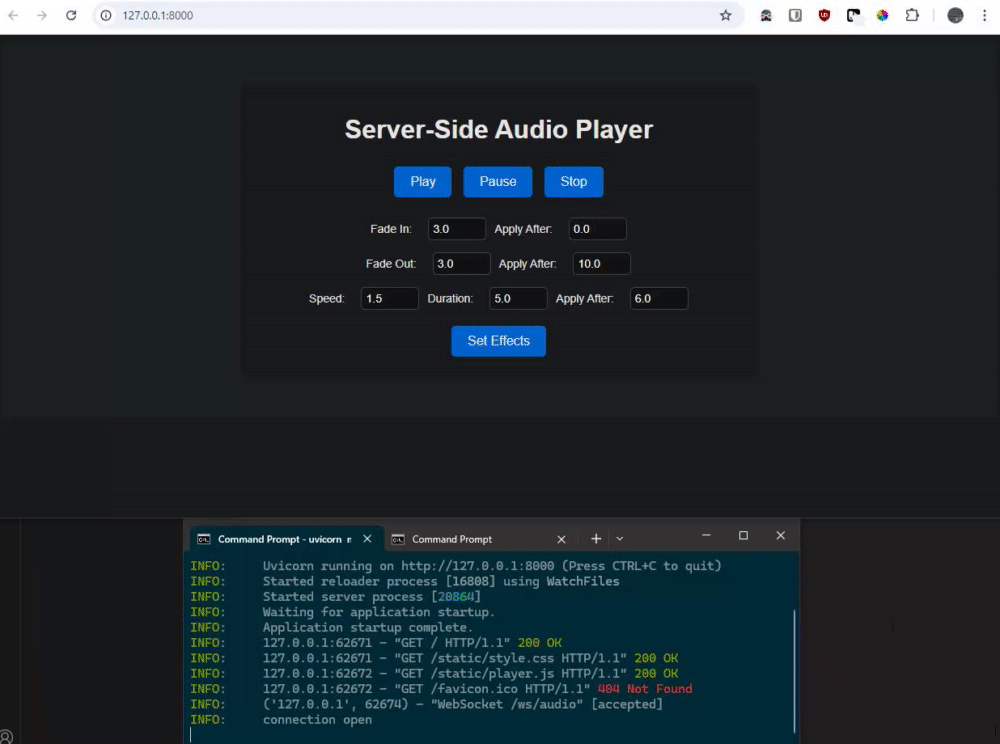 127.0.0.1:8000
Server-Side Audio Player
Play Pause Stop
Fade In: 3.0 Apply After: 0.0
Fade Out: 3.0 Apply After: 10.0
Speed: 1.5 Duration: 5.0 Apply After: 6.0
Set Effects
Command Prompt - uvicorn Command Prompt
INFO: Uvicorn running on http://127.0.0.1:8000 (Press CTRL+C to quit)
INFO: Started reloader process [16808] using WatchFiles
INFO: Started server process [20864]
INFO: Waiting for application startup.
INFO: Application startup complete.
INFO: 127.0.0.1:62671 - "GET / HTTP/1.1" 200 OK
INFO: 127.0.0.1:62671 - "GET /static/style.css HTTP/1.1" 200 OK
INFO: 127.0.0.1:62672 - "GET /static/player.js HTTP/1.1" 200 OK
INFO: 127.0.0.1:62672 - "GET /favicon.ico HTTP/1.1" 404 Not Found
INFO: ('127.0.0.1', 62674) - "WebSocket /ws/audio" [accepted]
INFO: connection open